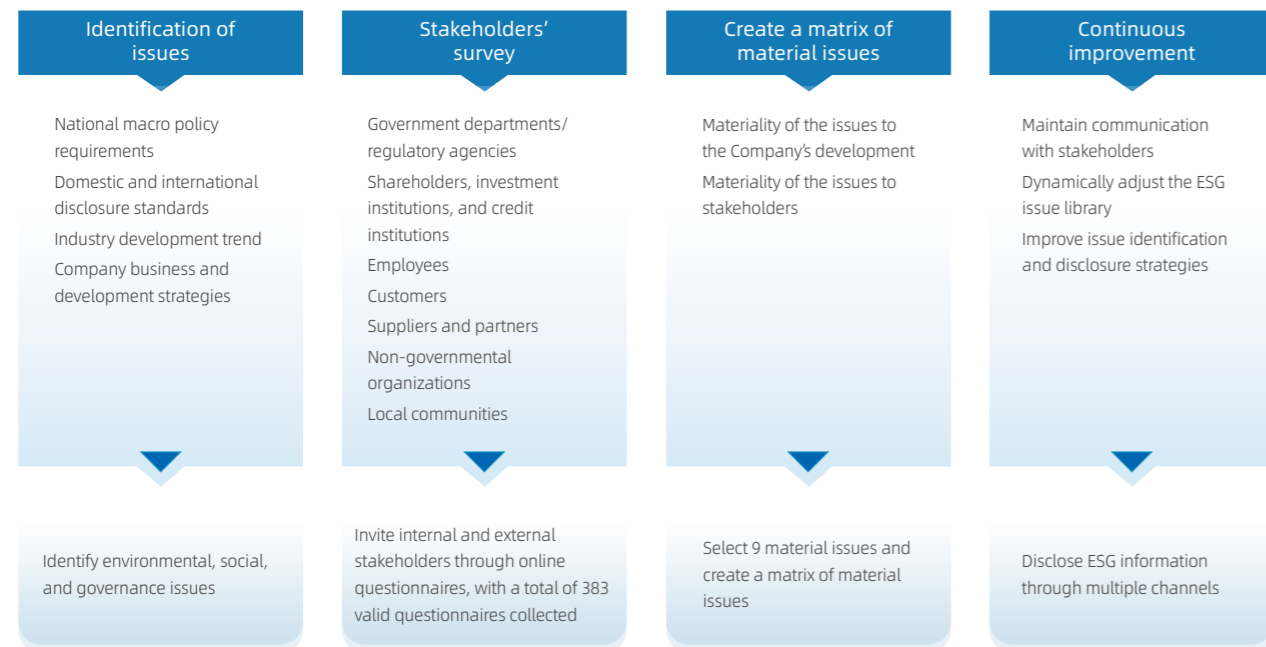 Identification of
issues
National macro policy
requirements
Domestic and international
disclosure standards
Industry development trend
Company business and
development strategies
Identify environmental, social,
and governance issues
Stakeholders’
survey
Government departments/
regulatory agencies
Shareholders, investment
institutions, and credit
institutions
Employees
Customers
Suppliers and partners
Non-governmental
organizations
Local communities
Invite internal and external
stakeholders through online
questionnaires, with a total of 383
valid questionnaires collected
Create a matrix of
material issues
Materiality of the issues to
the Company’s development
Materiality of the issues to
stakeholders
Select 9 material issues and
create a matrix of material
issues
Continuous
improvement
Maintain communication
with stakeholders
Dynamically adjust the ESG
issue library
Improve issue identification
and disclosure strategies
Disclose ESG information
through multiple channels